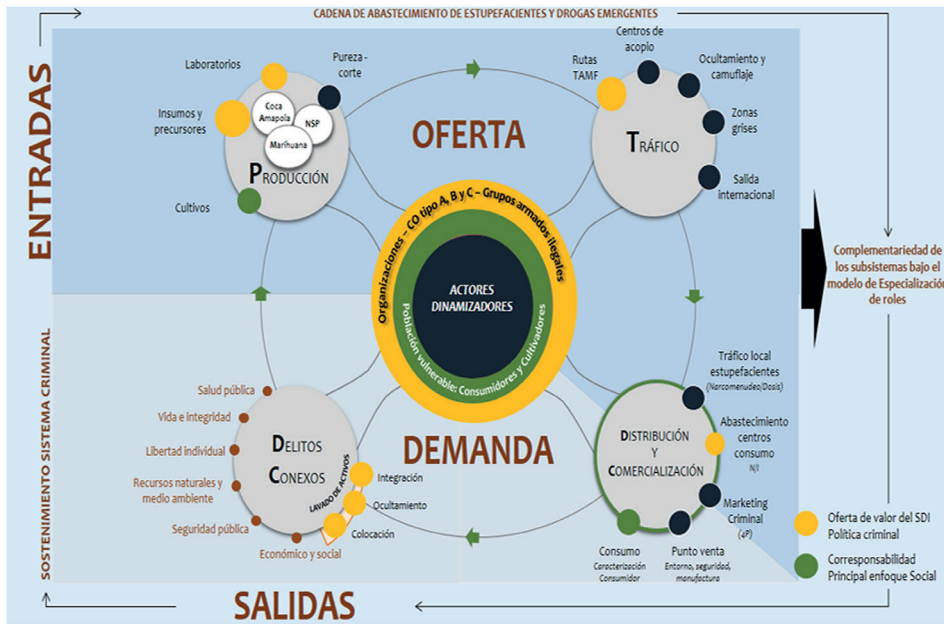 CADENA DE ABASTECIMIENTO DE ESTUPEFACIENTES Y DROGAS EMERGENTES
ENTRADAS
SOSTENIMIENTO SISTEMA CRIMINAL
SALIDAS
OFERTA
DEMANDA
Laboratorios
Pureza -
corte
Insumos y
precursores
Coca
Amapola
NSP
Marihuana
PRODUCCIÓN
Cultivos
Rutas
TAMF
Centros de
acopio
Ocultamiento y
camuflaje
Zonas
grises
Salida
internacional
TRÁFICO
Organizaciones – CO tipo A, B y C – Grupos armados ilegales
ACTORES
DINAMIZADORES
Población vulnerable: Consumidores y Cultivadores
Complementariedad de
los subsistemas bajo el
modelo de Especialización
de roles
Tráfico local
estupefacientes
(Narcomenudeo/Dosis)
Abastecimiento
centros
consumo
N/I
Marketing
Criminal
(4P)
Punto venta
Entorno, seguridad,
manufactura
Consumo
Caracterización
Consumidor
DISTRIBUCIÓN
Y
COMERCIALIZACIÓN
Salud pública
Vida e integridad
Libertad individual
Recursos naturales y
medio ambiente
Seguridad pública
Económico y social
DELITOS
CONEXOS
LAVADO DE ACTIVOS
Integración
Ocultamiento
Colocación
Oferta de valor del SDI
Política criminal
Corresponsabilidad
Principal enfoque Social